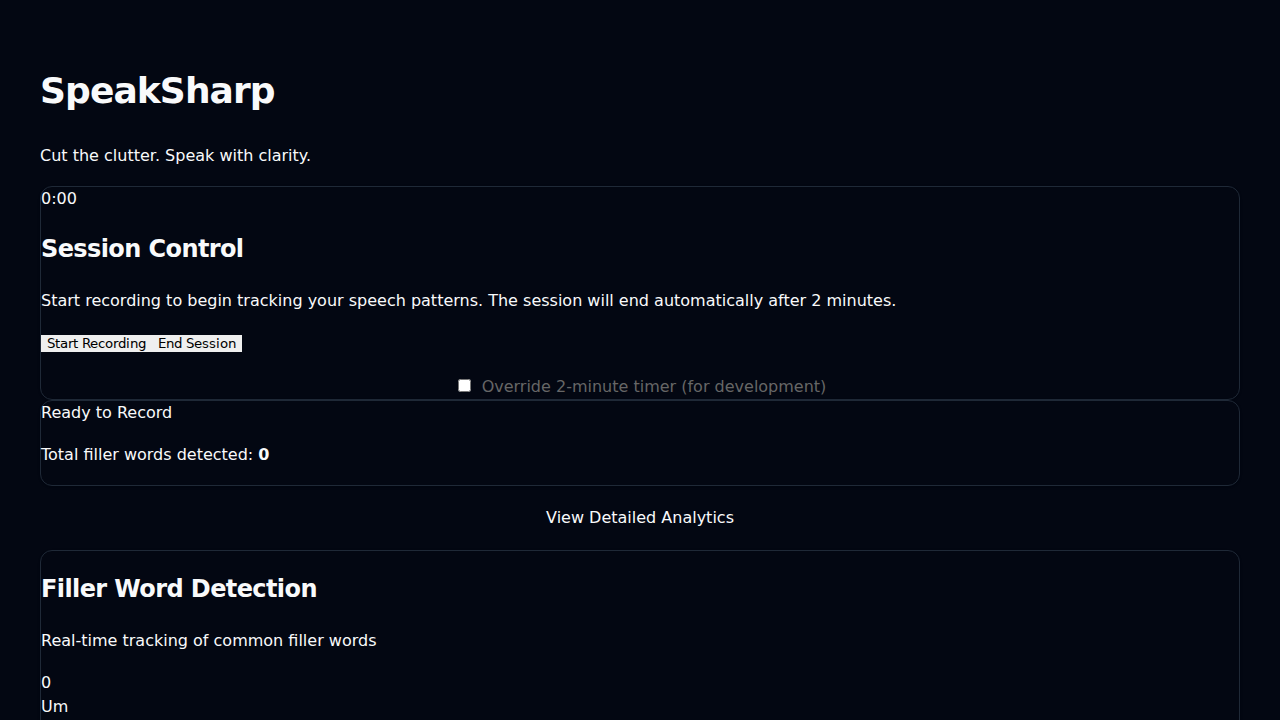 SpeakSharp
Cut the clutter. Speak with clarity.
0:00
Session Control
Start recording to begin tracking your speech patterns. The session will end automatically after 2 minutes.
Start Recording End Session
Override 2-minute timer (for development)
Ready to Record
Total filler words detected: 0
View Detailed Analytics
Filler Word Detection
Real-time tracking of common filler words
0
Um